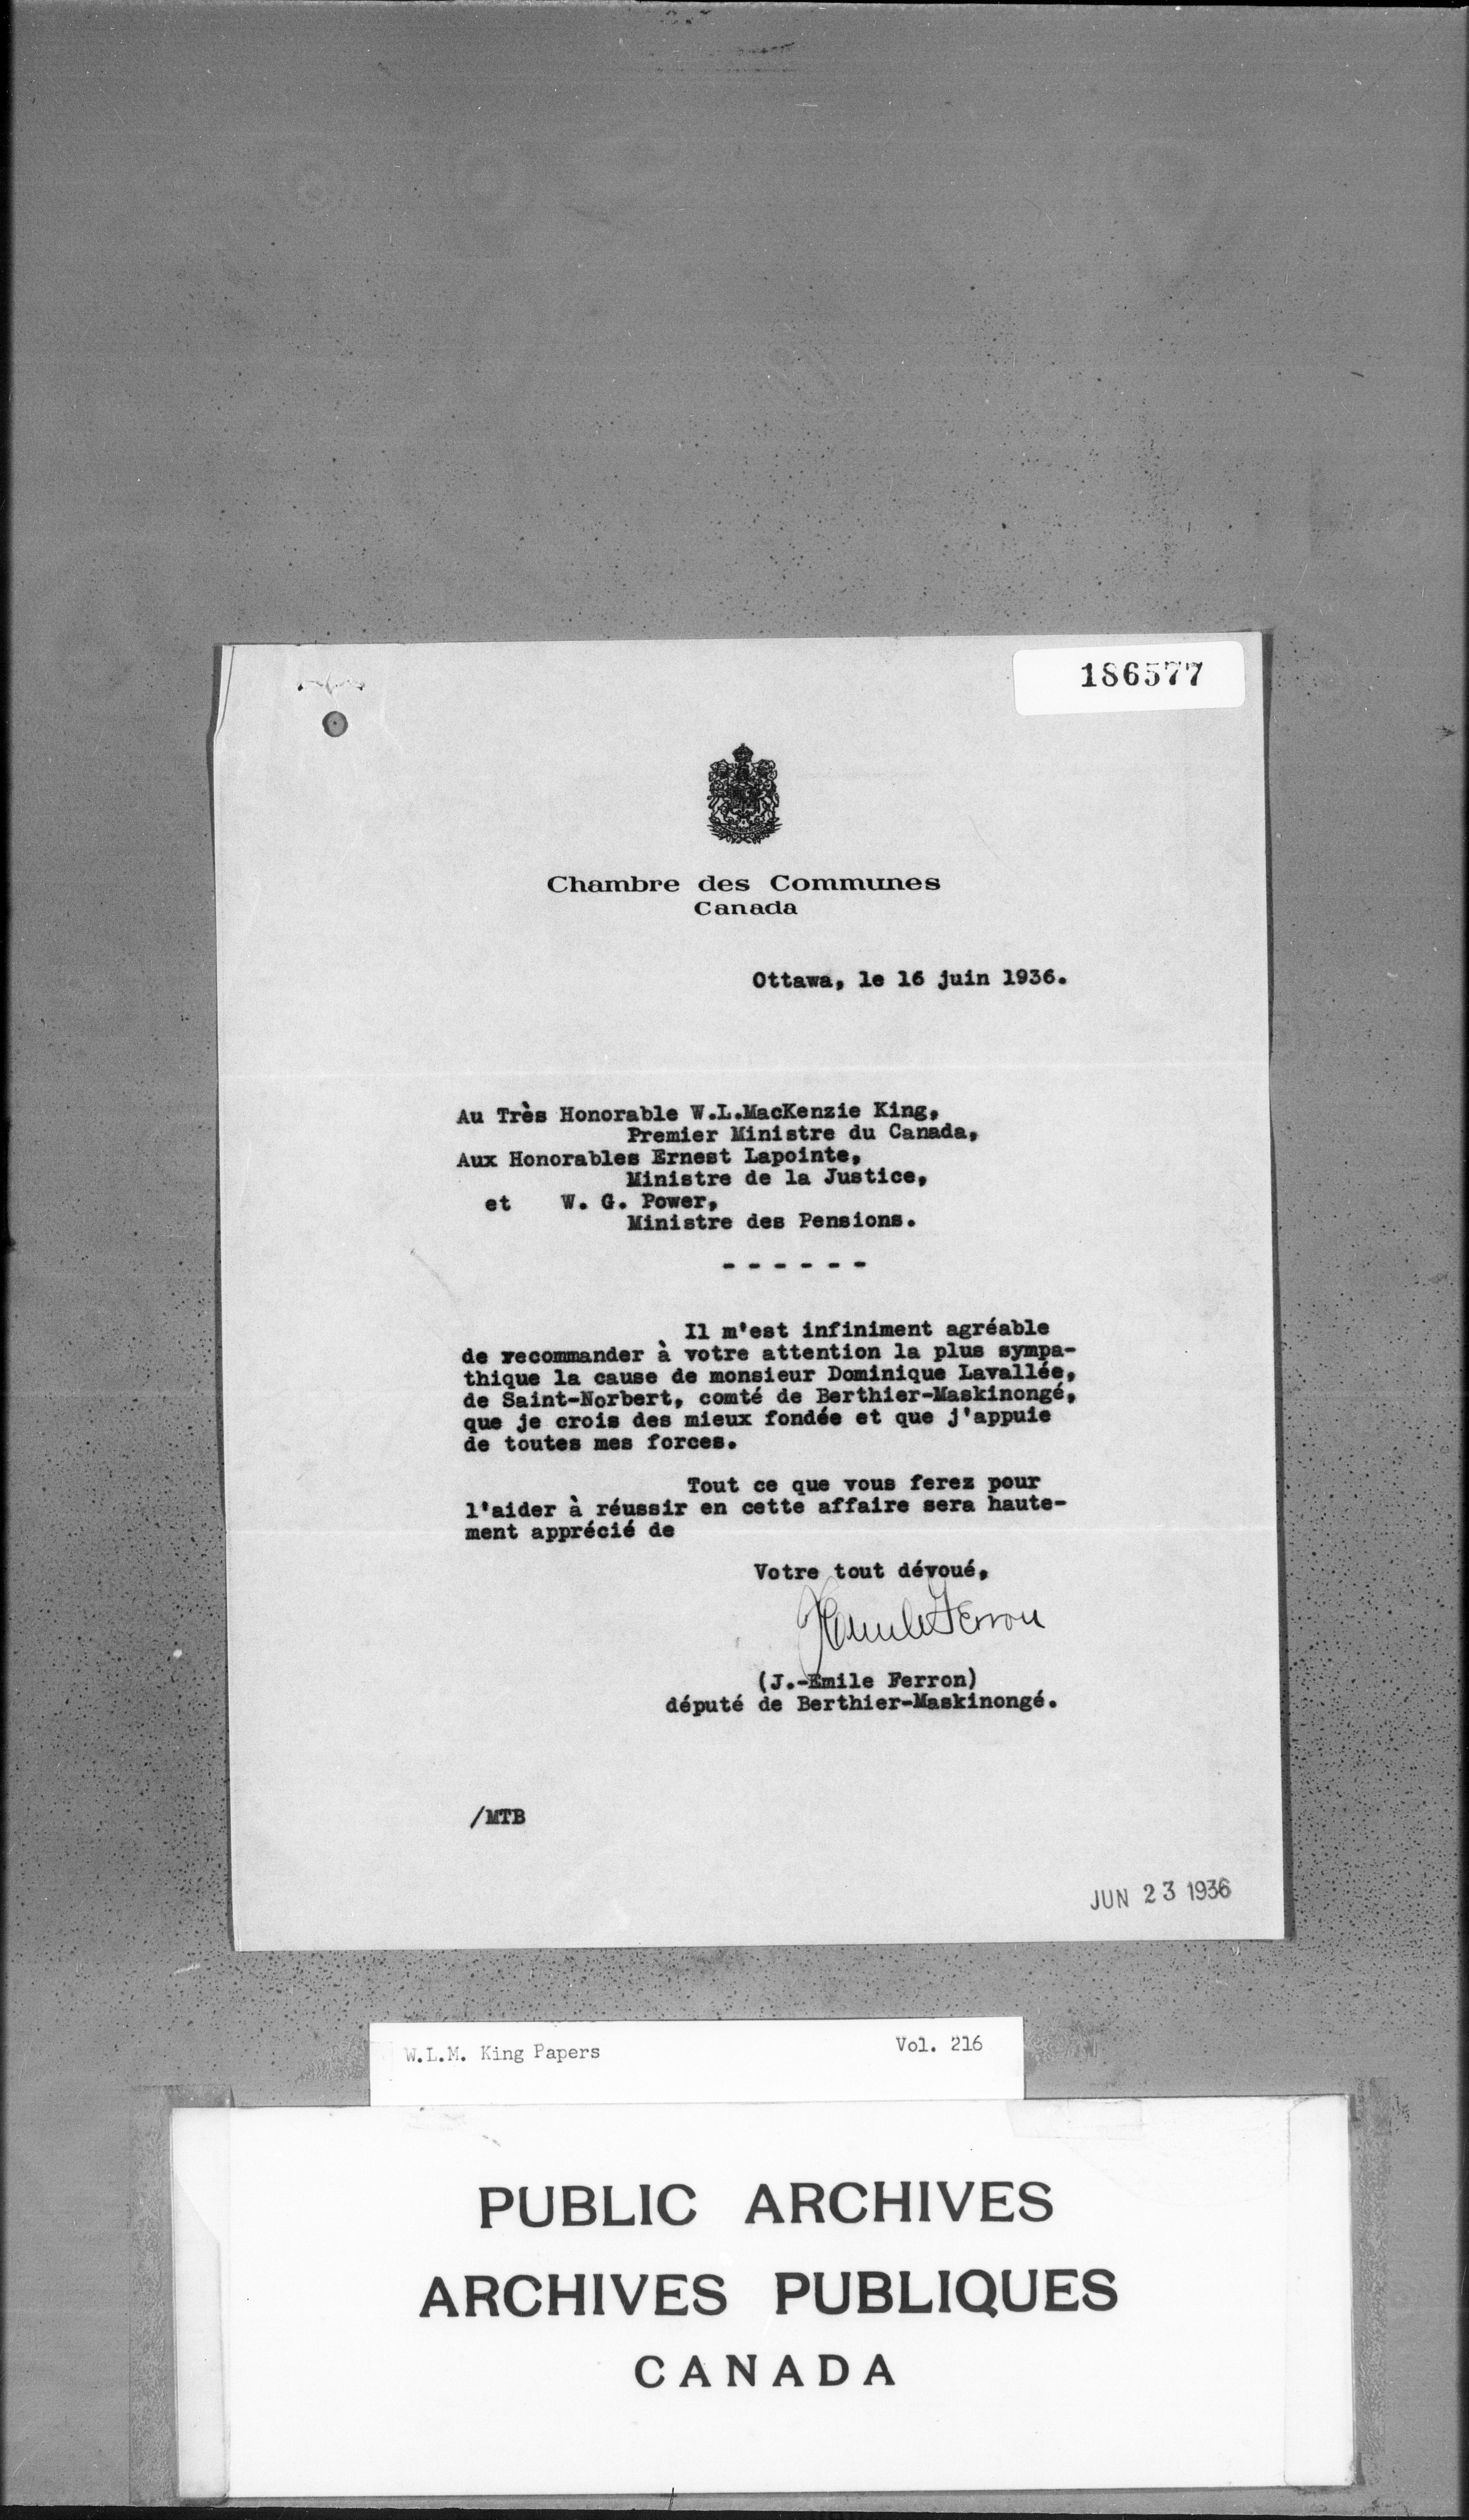 186577
Chambre des Communes
Canada
Ottawa, le 16 juin 1936.
Au Très Honorable W.L.MacKenzie King,
Premier Ministre du Canada,
Aux Honorables Ernest Lapointe,
Ministre de la Justice,
et W. G. Power,
Ministre des Pensions.
- - - - - -
Il m'est infiniment agréable
de recommander à votre attention la plus sympa-
thique la cause de monsieur Dominique Lavallée,
de Saint-Norbert, comté de Berthier-Maskinongé,
que je crois des mieux fondée et que j'appuie
de toutes mes forces.
Tout ce que vous ferez pour
l'aider à réussir en cette affaire sera haute-
ment apprécié de
Votre tout dévoué,
JEmile Ferron
(J.-Emile Ferron)
député de Berthier-Maskinongé.
/MTB
JUN 23 1936
W.L.M. King Papers Vol. 216
PUBLIC ARCHIVES
ARCHIVES PUBLIQUES
CANADA